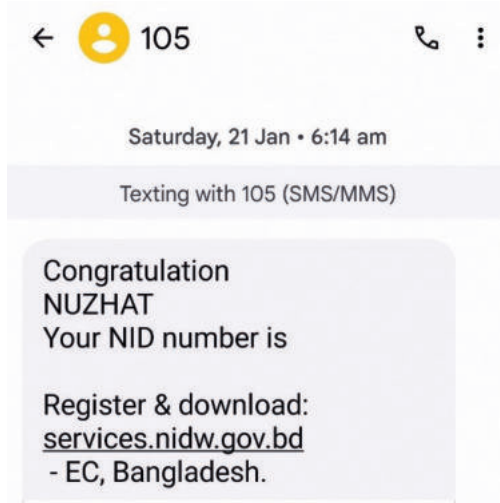 105
Saturday, 21 Jan • 6:14 am
Texting with 105 (SMS/MMS)
Congratulation
NUZHAT
Your NID number is
Register & download:
services.nidw.gov.bd
- EC, Bangladesh.